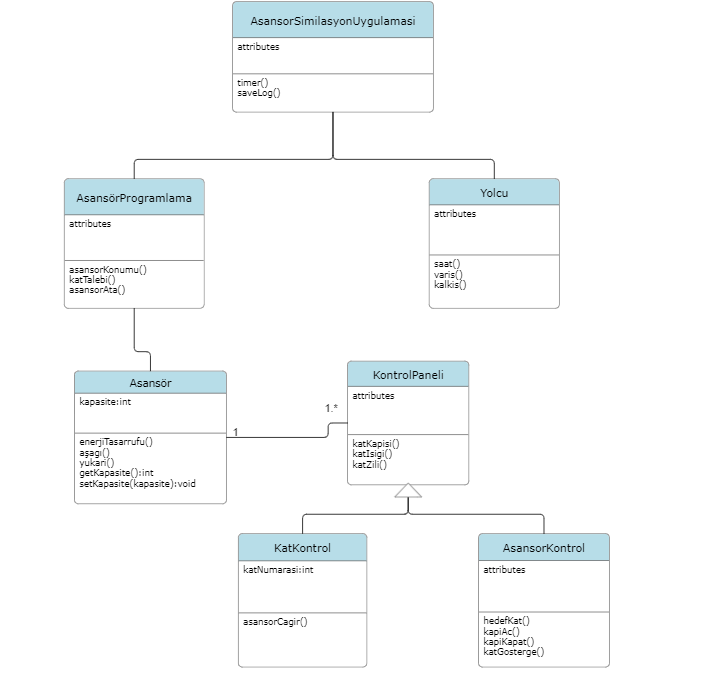 AsansorSimilasyonUygulamasi
attributes
timer()
saveLog()
AsansörProgramlama
attributes
asansorKonumu()
katTalebi()
asansorAta()
Yolcu
attributes
saat()
varis()
kalkis()
Asansör
kapasite:int
enerjiTasarrufu()
aşagı()
yukarı()
getKapasite():int
setKapasite(kapasite):void
1
1.*
KontrolPaneli
attributes
katKapisi()
katIsigi()
katZili()
KatKontrol
katNumarasi:int
asansorCagir()
AsansorKontrol
attributes
hedefKat()
kapiAc()
kapiKapat()
katGosterge()